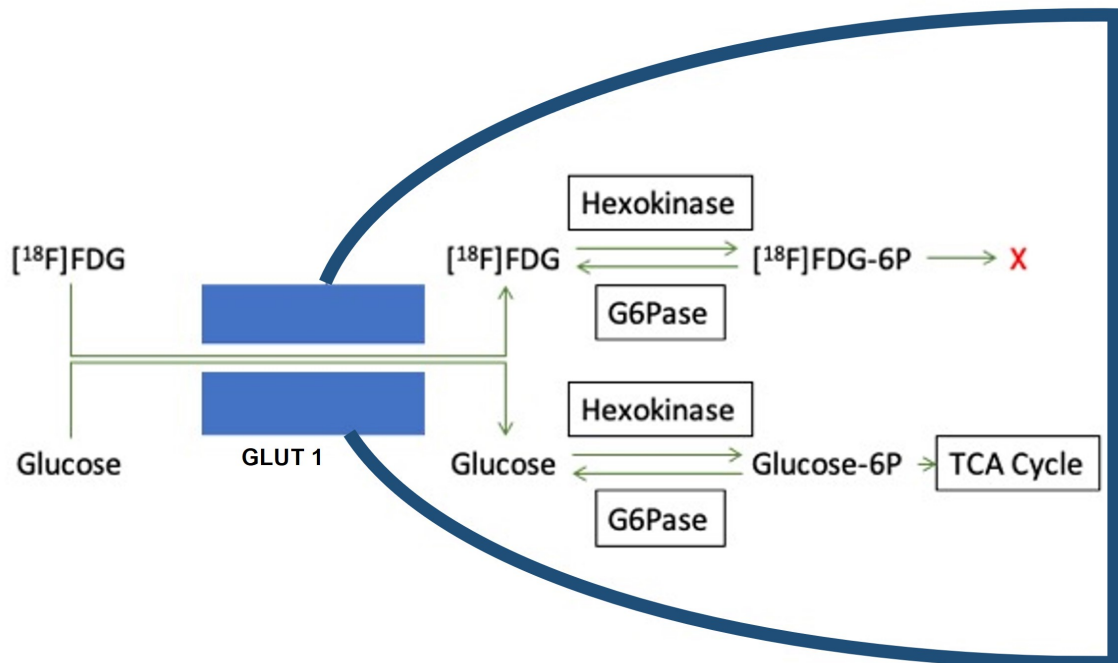 Hexokinase
[¹⁸F]FDG
[¹⁸F]FDG
[¹⁸F]FDG-6P
X
G6Pase
Hexokinase
GLUT 1
Glucose
Glucose
Glucose-6P
TCA Cycle
G6Pase